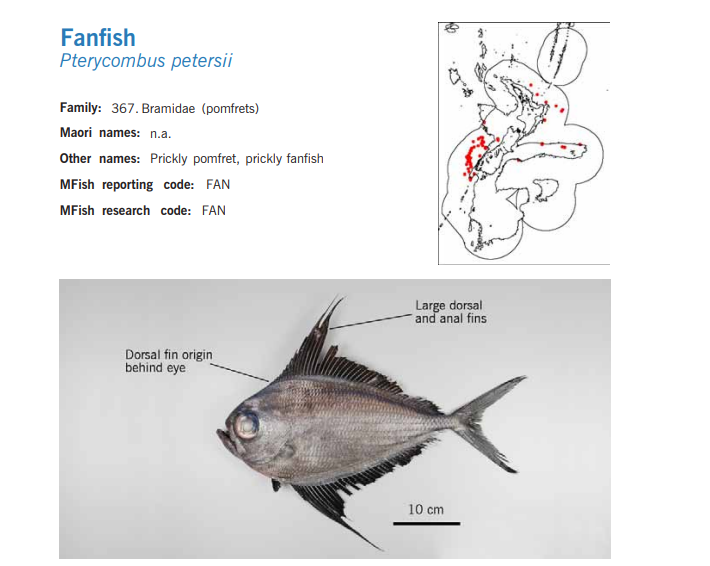 Fanfish
Pterycombus petersii
Family: 367. Bramidae (pomfrets)
Maori names: n.a.
Other names: Prickly pomfret, prickly fanfish
MFish reporting code: FAN
MFish research code: FAN
Large dorsal
and anal fins
Dorsal fin origin
behind eye
10 cm